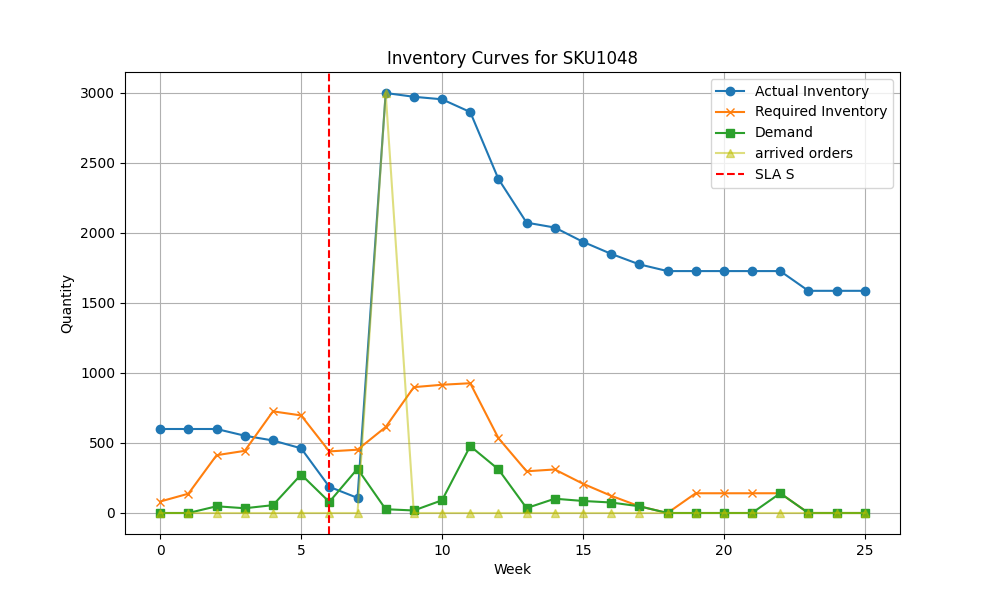 Inventory Curves for SKU1048
Actual Inventory
Required Inventory
Demand
arrived orders
SLA S
Quantity
3000
2500
2000
1500
1000
500
0
0 5 10 15 20 25
Week